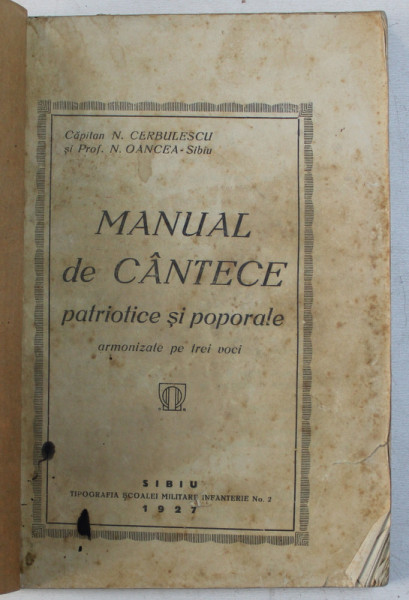 Căpitan N. CERBULESCU
și Prof. N. OANCEA-Sibiu
MANUAL
de CÂNTECE
patriotice și poporale
armonizate pe trei voci
SIBIU
TIPOGRAFIA ȘCOALEI MILITARE INFANTERIE No. 2
1927